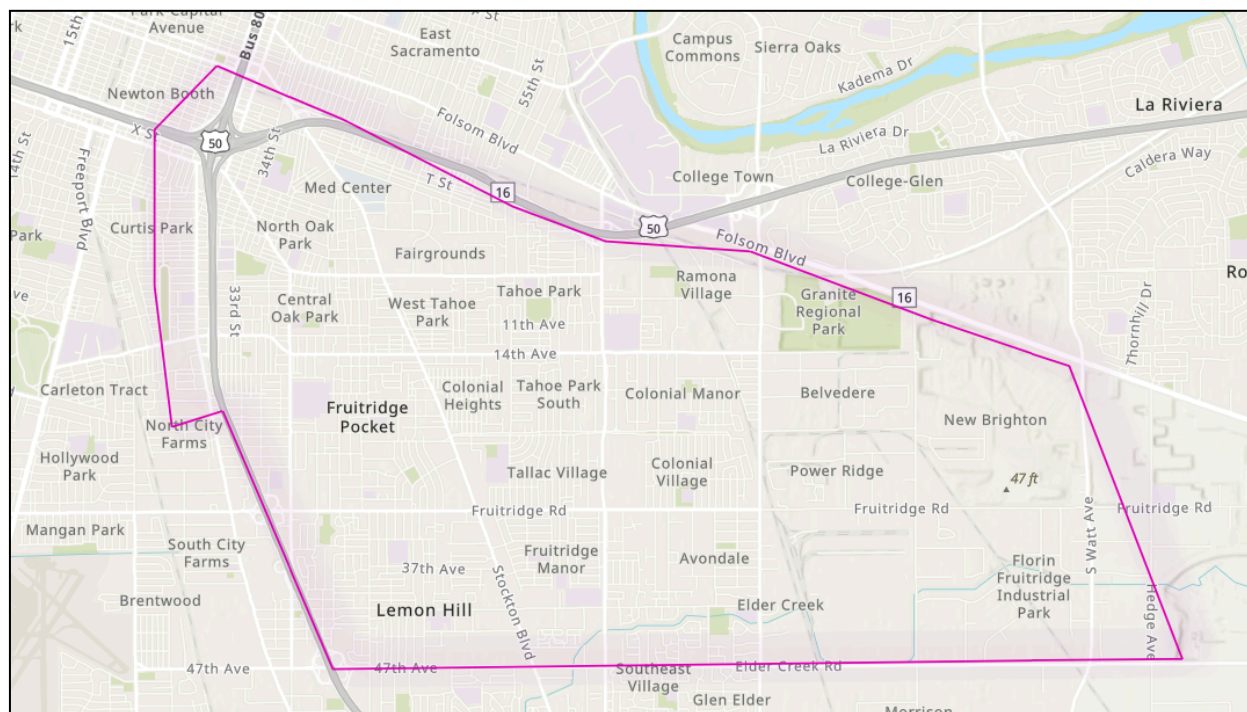 Park Capital
Avenue
15th St
Bus 80
X St
East
Sacramento
Campus
Commons
Sierra Oaks
Kadema Dr
Newton Booth
55th St
La Riviera
X St
50
34th St
Folsom Blvd
La Riviera Dr
14th St
Freeport Blvd
Caldera Way
Med Center
T St
16
College Town
College-Glen
Park
Curtis Park
North Oak
Park
Fairgrounds
50
Folsom Blvd
Ramona
Village
Ro
ve
33rd St
Central
Oak Park
West Tahoe
Park
Tahoe Park
11th Ave
Granite
Regional
Park
16
Thornhill Dr
14th Ave
Carleton Tract
Colonial
Heights
Tahoe Park
South
Colonial Manor
Belvedere
Fruitridge
Pocket
North City
Farms
New Brighton
Hollywood
Park
Tallac Village
Colonial
Village
Power Ridge
47 ft
Fruitridge Rd
Fruitridge Rd
Fruitridge Rd
Mangan Park
South City
Farms
Fruitridge
Manor
Avondale
S Watt Ave
Florin
Fruitridge
Industrial
Park
37th Ave
Stockton Blvd
Brentwood
Lemon Hill
Elder Creek
Hedge Ave
47th Ave
47th Ave
Southeast
Village
Elder Creek Rd
Glen Elder
Morrison